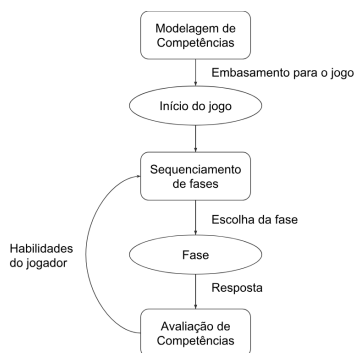 Modelagem de
Competências
Embasamento para o jogo
Início do jogo
Sequenciamento
de fases
Escolha da fase
Habilidades
do jogador
Fase
Resposta
Avaliação de
Competências